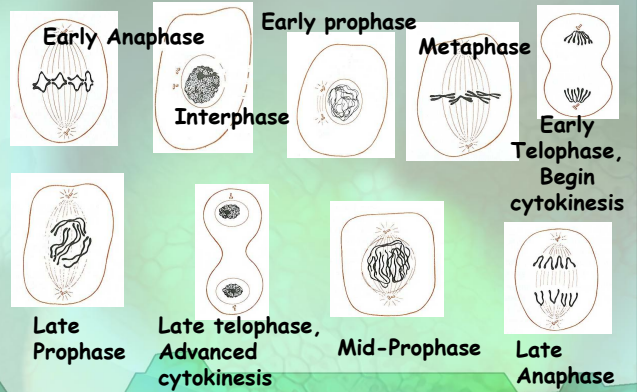 Early Anaphase
Interphase
Early prophase
Metaphase
Early
Telophase,
Begin
cytokinesis
Late
Prophase
Late telophase,
Advanced
cytokinesis
Mid-Prophase
Late
Anaphase